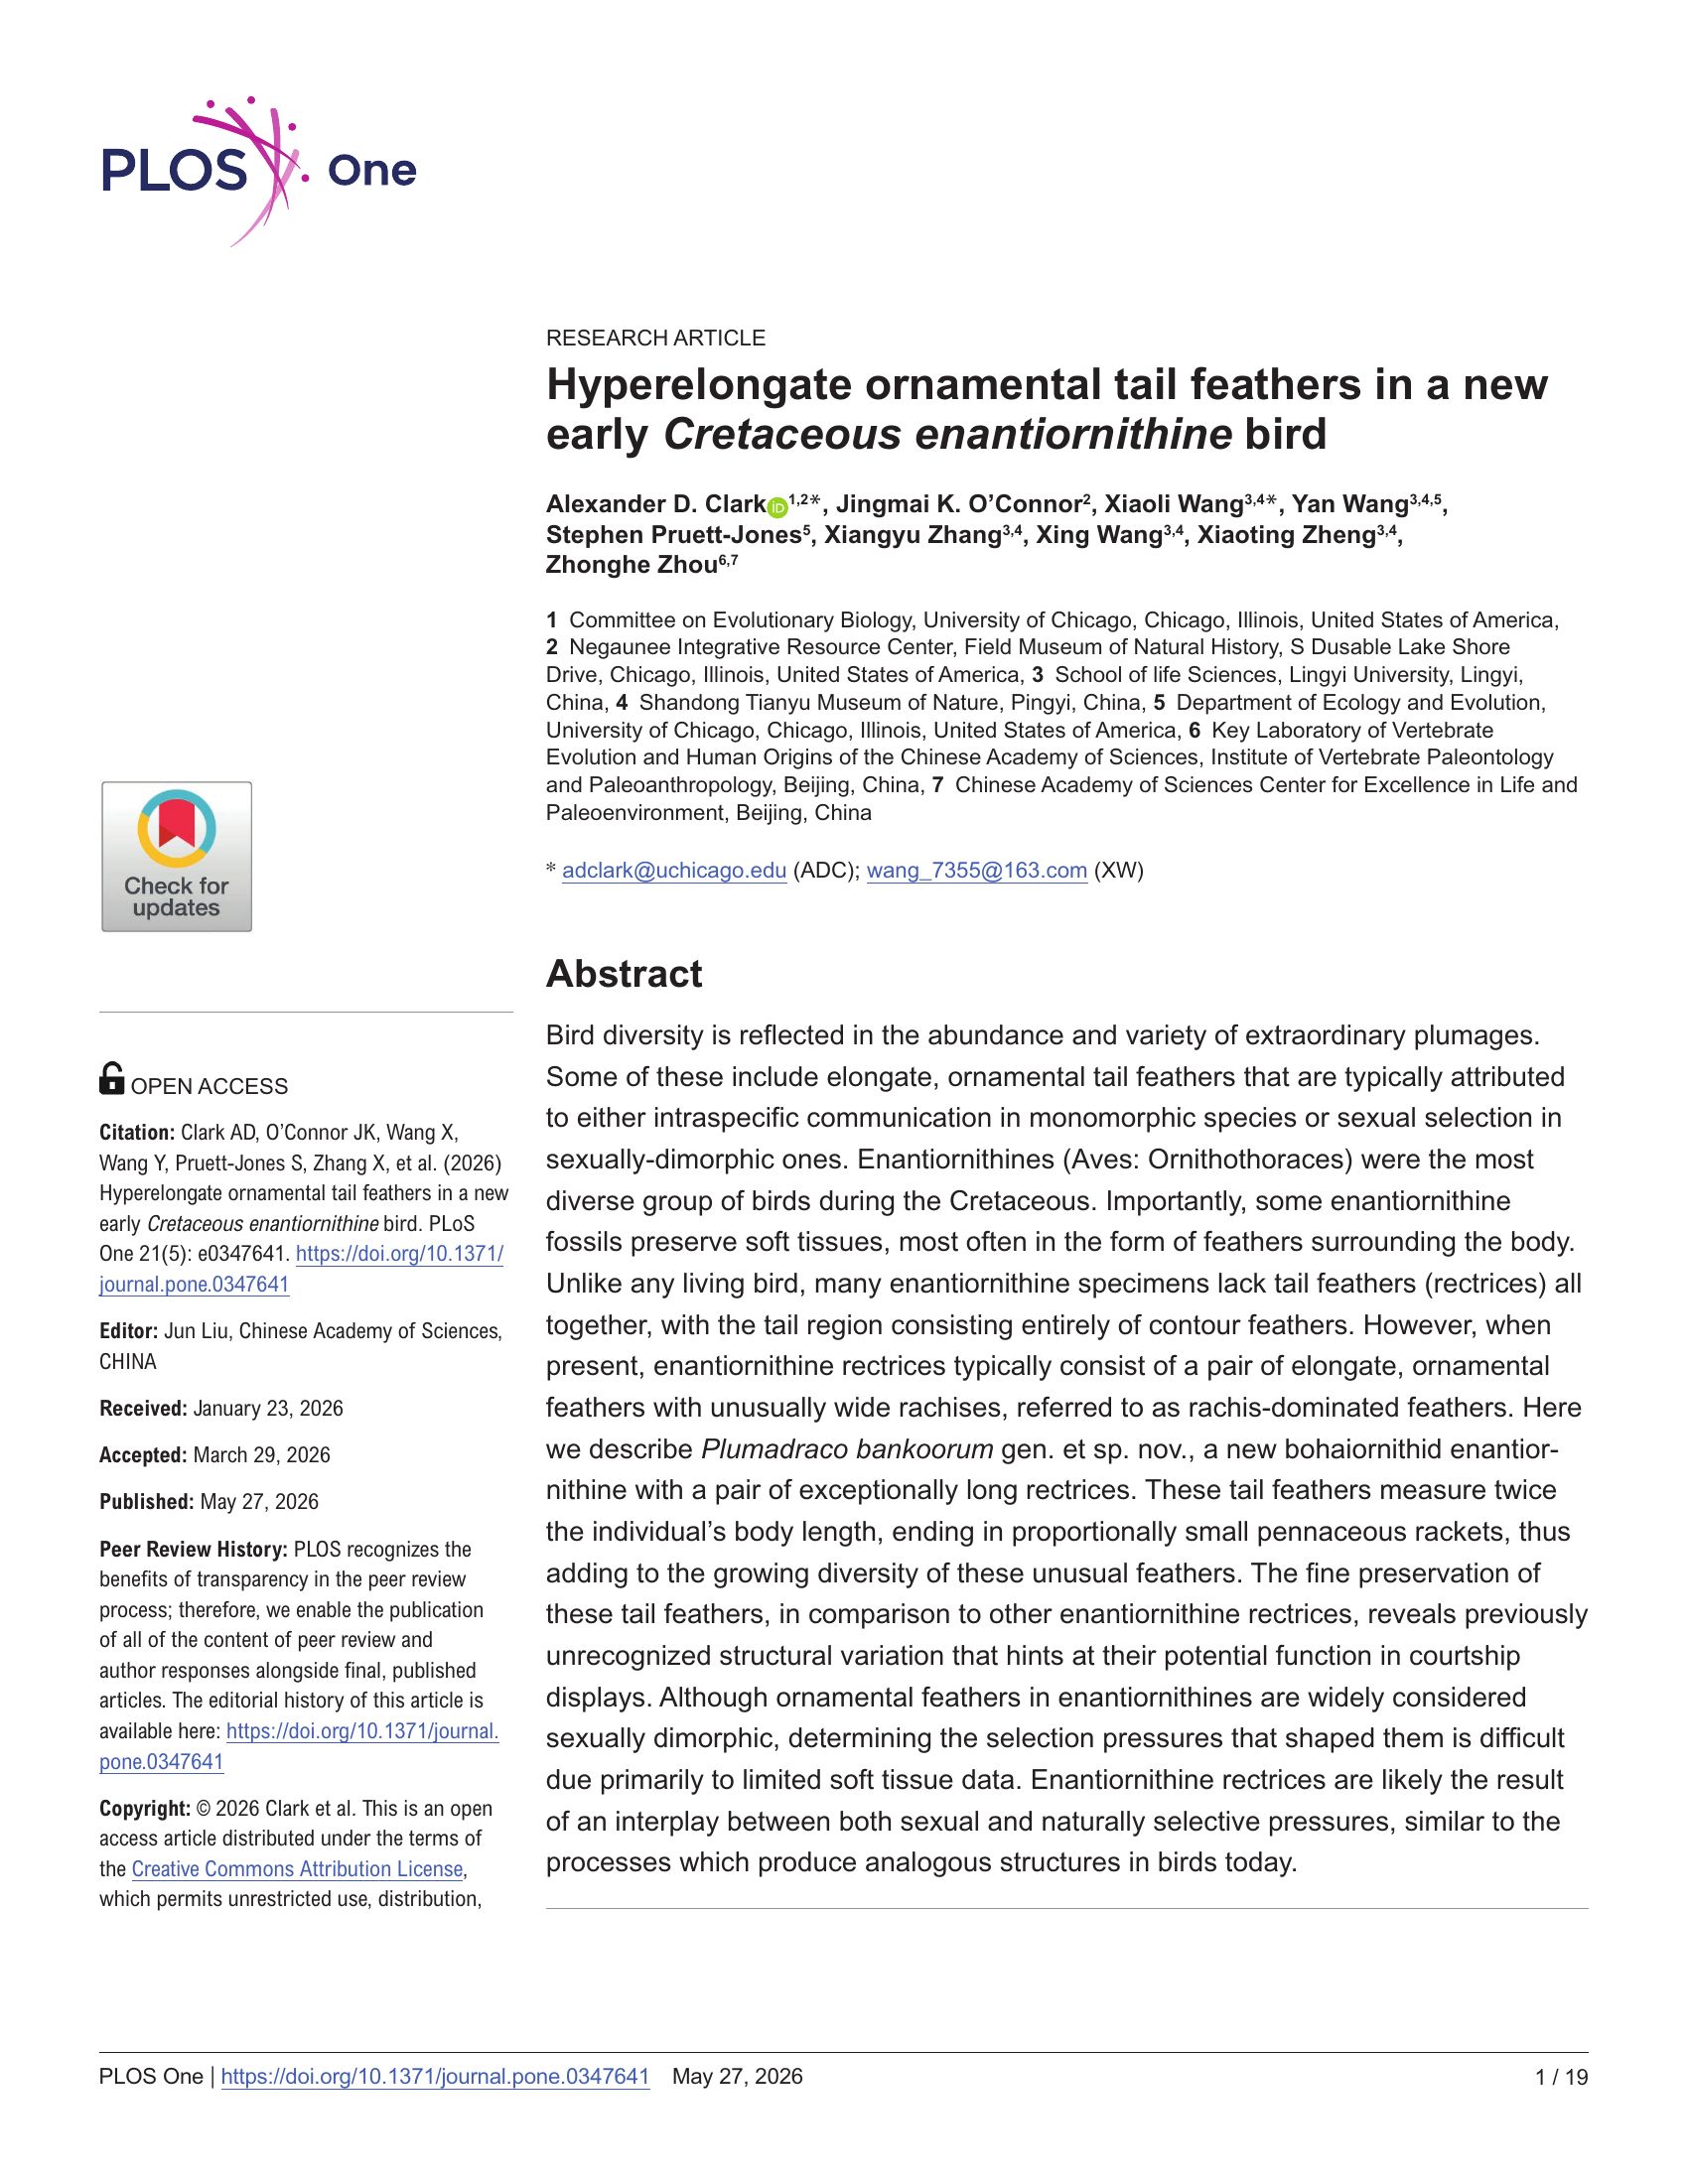 PLOS One
RESEARCH ARTICLE
Hyperelongate ornamental tail feathers in a new
early Cretaceous enantiornithine bird
Alexander D. Clark iD 1,2*, Jingmai K. O’Connor2, Xiaoli Wang3,4*, Yan Wang3,4,5,
Stephen Pruett-Jones5, Xiangyu Zhang3,4, Xing Wang3,4, Xiaoting Zheng3,4,
Zhonghe Zhou6,7
1 Committee on Evolutionary Biology, University of Chicago, Chicago, Illinois, United States of America,
2 Negaunee Integrative Resource Center, Field Museum of Natural History, S Dusable Lake Shore
Drive, Chicago, Illinois, United States of America, 3 School of life Sciences, Lingyi University, Lingyi,
China, 4 Shandong Tianyu Museum of Nature, Pingyi, China, 5 Department of Ecology and Evolution,
University of Chicago, Chicago, Illinois, United States of America, 6 Key Laboratory of Vertebrate
Evolution and Human Origins of the Chinese Academy of Sciences, Institute of Vertebrate Paleontology
and Paleoanthropology, Beijing, China, 7 Chinese Academy of Sciences Center for Excellence in Life and
Paleoenvironment, Beijing, China
* adclark@uchicago.edu (ADC); wang_7355@163.com (XW)
Check for
updates
OPEN ACCESS
Citation: Clark AD, O’Connor JK, Wang X,
Wang Y, Pruett-Jones S, Zhang X, et al. (2026)
Hyperelongate ornamental tail feathers in a new
early Cretaceous enantiornithine bird. PLoS
One 21(5): e0347641. https://doi.org/10.1371/
journal.pone.0347641
Editor: Jun Liu, Chinese Academy of Sciences,
CHINA
Received: January 23, 2026
Accepted: March 29, 2026
Published: May 27, 2026
Peer Review History: PLOS recognizes the
benefits of transparency in the peer review
process; therefore, we enable the publication
of all of the content of peer review and
author responses alongside final, published
articles. The editorial history of this article is
available here: https://doi.org/10.1371/journal.
pone.0347641
Copyright: © 2026 Clark et al. This is an open
access article distributed under the terms of
the Creative Commons Attribution License,
which permits unrestricted use, distribution,
Abstract
Bird diversity is reflected in the abundance and variety of extraordinary plumages.
Some of these include elongate, ornamental tail feathers that are typically attributed
to either intraspecific communication in monomorphic species or sexual selection in
sexually-dimorphic ones. Enantiornithines (Aves: Ornithothoraces) were the most
diverse group of birds during the Cretaceous. Importantly, some enantiornithine
fossils preserve soft tissues, most often in the form of feathers surrounding the body.
Unlike any living bird, many enantiornithine specimens lack tail feathers (rectrices) all
together, with the tail region consisting entirely of contour feathers. However, when
present, enantiornithine rectrices typically consist of a pair of elongate, ornamental
feathers with unusually wide rachises, referred to as rachis-dominated feathers. Here
we describe Plumadraco bankoorum gen. et sp. nov., a new bohaiornithid enantior-
nithine with a pair of exceptionally long rectrices. These tail feathers measure twice
the individual’s body length, ending in proportionally small pennaceous rackets, thus
adding to the growing diversity of these unusual feathers. The fine preservation of
these tail feathers, in comparison to other enantiornithine rectrices, reveals previously
unrecognized structural variation that hints at their potential function in courtship
displays. Although ornamental feathers in enantiornithines are widely considered
sexually dimorphic, determining the selection pressures that shaped them is difficult
due primarily to limited soft tissue data. Enantiornithine rectrices are likely the result
of an interplay between both sexual and naturally selective pressures, similar to the
processes which produce analogous structures in birds today.
PLOS One | https://doi.org/10.1371/journal.pone.0347641 May 27, 2026
1 / 19